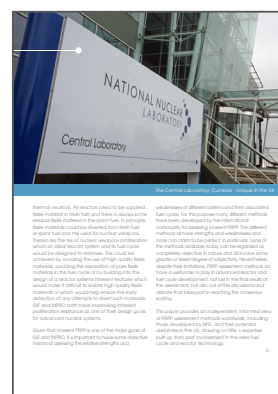 NATIONAL NUCLEAR
LABORATORY
Central Laboratory
The Central Laboratory, Cumbria - Unique in the UK
thermal neutrons. All reactors need to be supplied
fissile material in fresh fuel and there is always some
residual fissile material in the spent fuel. In principle,
fissile materials could be diverted from fresh fuel
or spent fuel and mis-used for nuclear weapons.
Therein lies the risk of nuclear weapons proliferation
which an ideal reactor system and its fuel cycle
would be designed to minimise. This could be
achieved by avoiding the use of high quality fissile
materials, avoiding the separation of pure fissile
materials in the fuel cycle or by building into the
design of a reactor systems inherent features which
would make it difficult to isolate high quality fissile
materials or which would help ensure the early
detection of any attempts to divert such materials.
GIF and INPRO both have maximising inherent
proliferation resistance as one of their design goals
for advanced nuclear systems.
Given that inherent PRPP is one of the major goals of
GIF and INPRO, it is important to have some objective
means of assessing the relative strengths and
weaknesses of different systems and their associated
fuel cycles. For this purpose many different methods
have been developed by the international
community for assessing inherent PRPP. The different
methods all have strengths and weaknesses and
none can claim to be perfect. In particular, none of
the methods available today can be regarded as
completely objective in nature and all involve some
greater or lesser degree of subjectivity. Nevertheless,
despite their limitations, PRPP assessment methods do
have a useful role to play in advanced reactor and
fuel cycle development, not just in the final results of
the assessment, but also out of the discussions and
debate that takes part in reaching the consensus
scoring.
This paper provides an independent, informed view
of PRPP assessment methods worldwide, including
those developed by NNL, and their potential
usefulness in the UK, drawing on NNL's expertise
built up from past involvement in the area fuel
cycle and reactor technology.
5